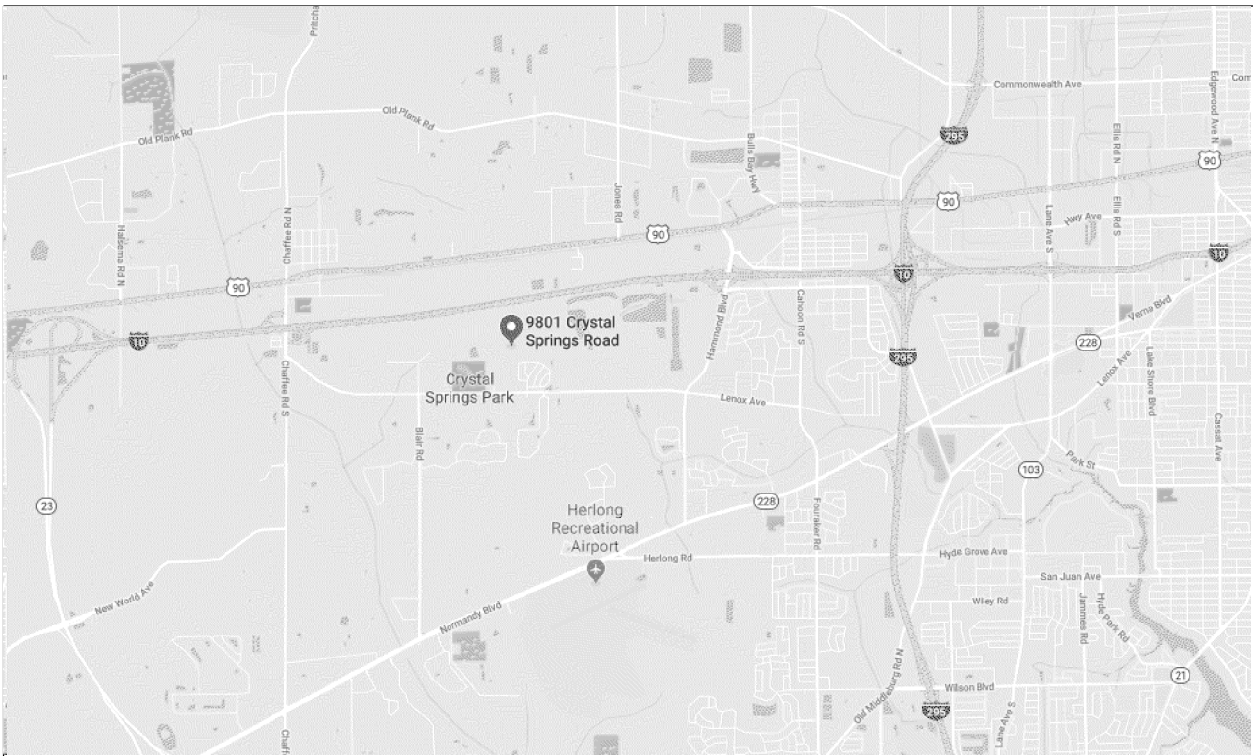 Pritcha
Commonwealth Ave
Com
Edgewood Ave N
Old Plank Rd
Old Plank Rd
295
Bulls Bay Hwy
Ellis Rd N
90
Jones Rd
90
Lane Ave S
Ellis Rd S
Hwy Ave
Halsema Rd N
Chaffee Rd N
90
10
10
90
Cahoon Rd S
Verna Blvd
9801 Crystal
Springs Road
10
Hammond Blvd
228
295
Lenox Ave
Lake Shore Blvd
Crystal
Springs Park
Chaffee Rd S
Lenox Ave
Cassat Ave
Blair Rd
103
Park St
23
228
Herlong
Recreational
Airport
Fouraker Rd
Herlong Rd
Hyde Grove Ave
San Juan Ave
New World Ave
Normandy Blvd
Wiley Rd
Jammes Rd
Hyde Park Rd
21
Old Middleburg Rd N
Wilson Blvd
295
Lane Ave S
Chaff